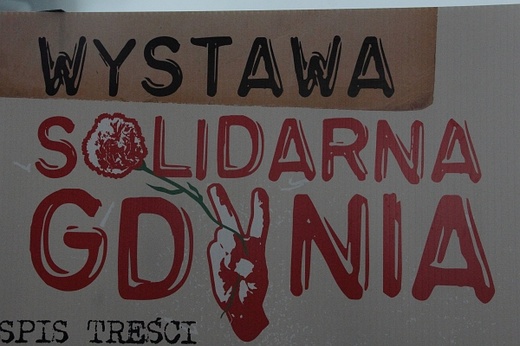 WYSTAWA
SOLIDARNA
GDYNIA
SPIS TREŚCI